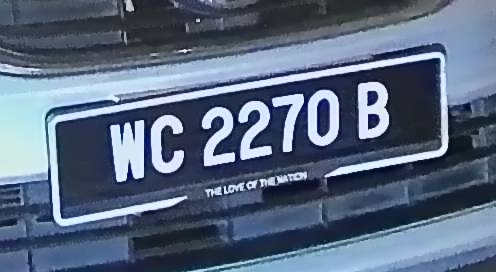 WC 2270 B
THE LOVE OF THE NATION